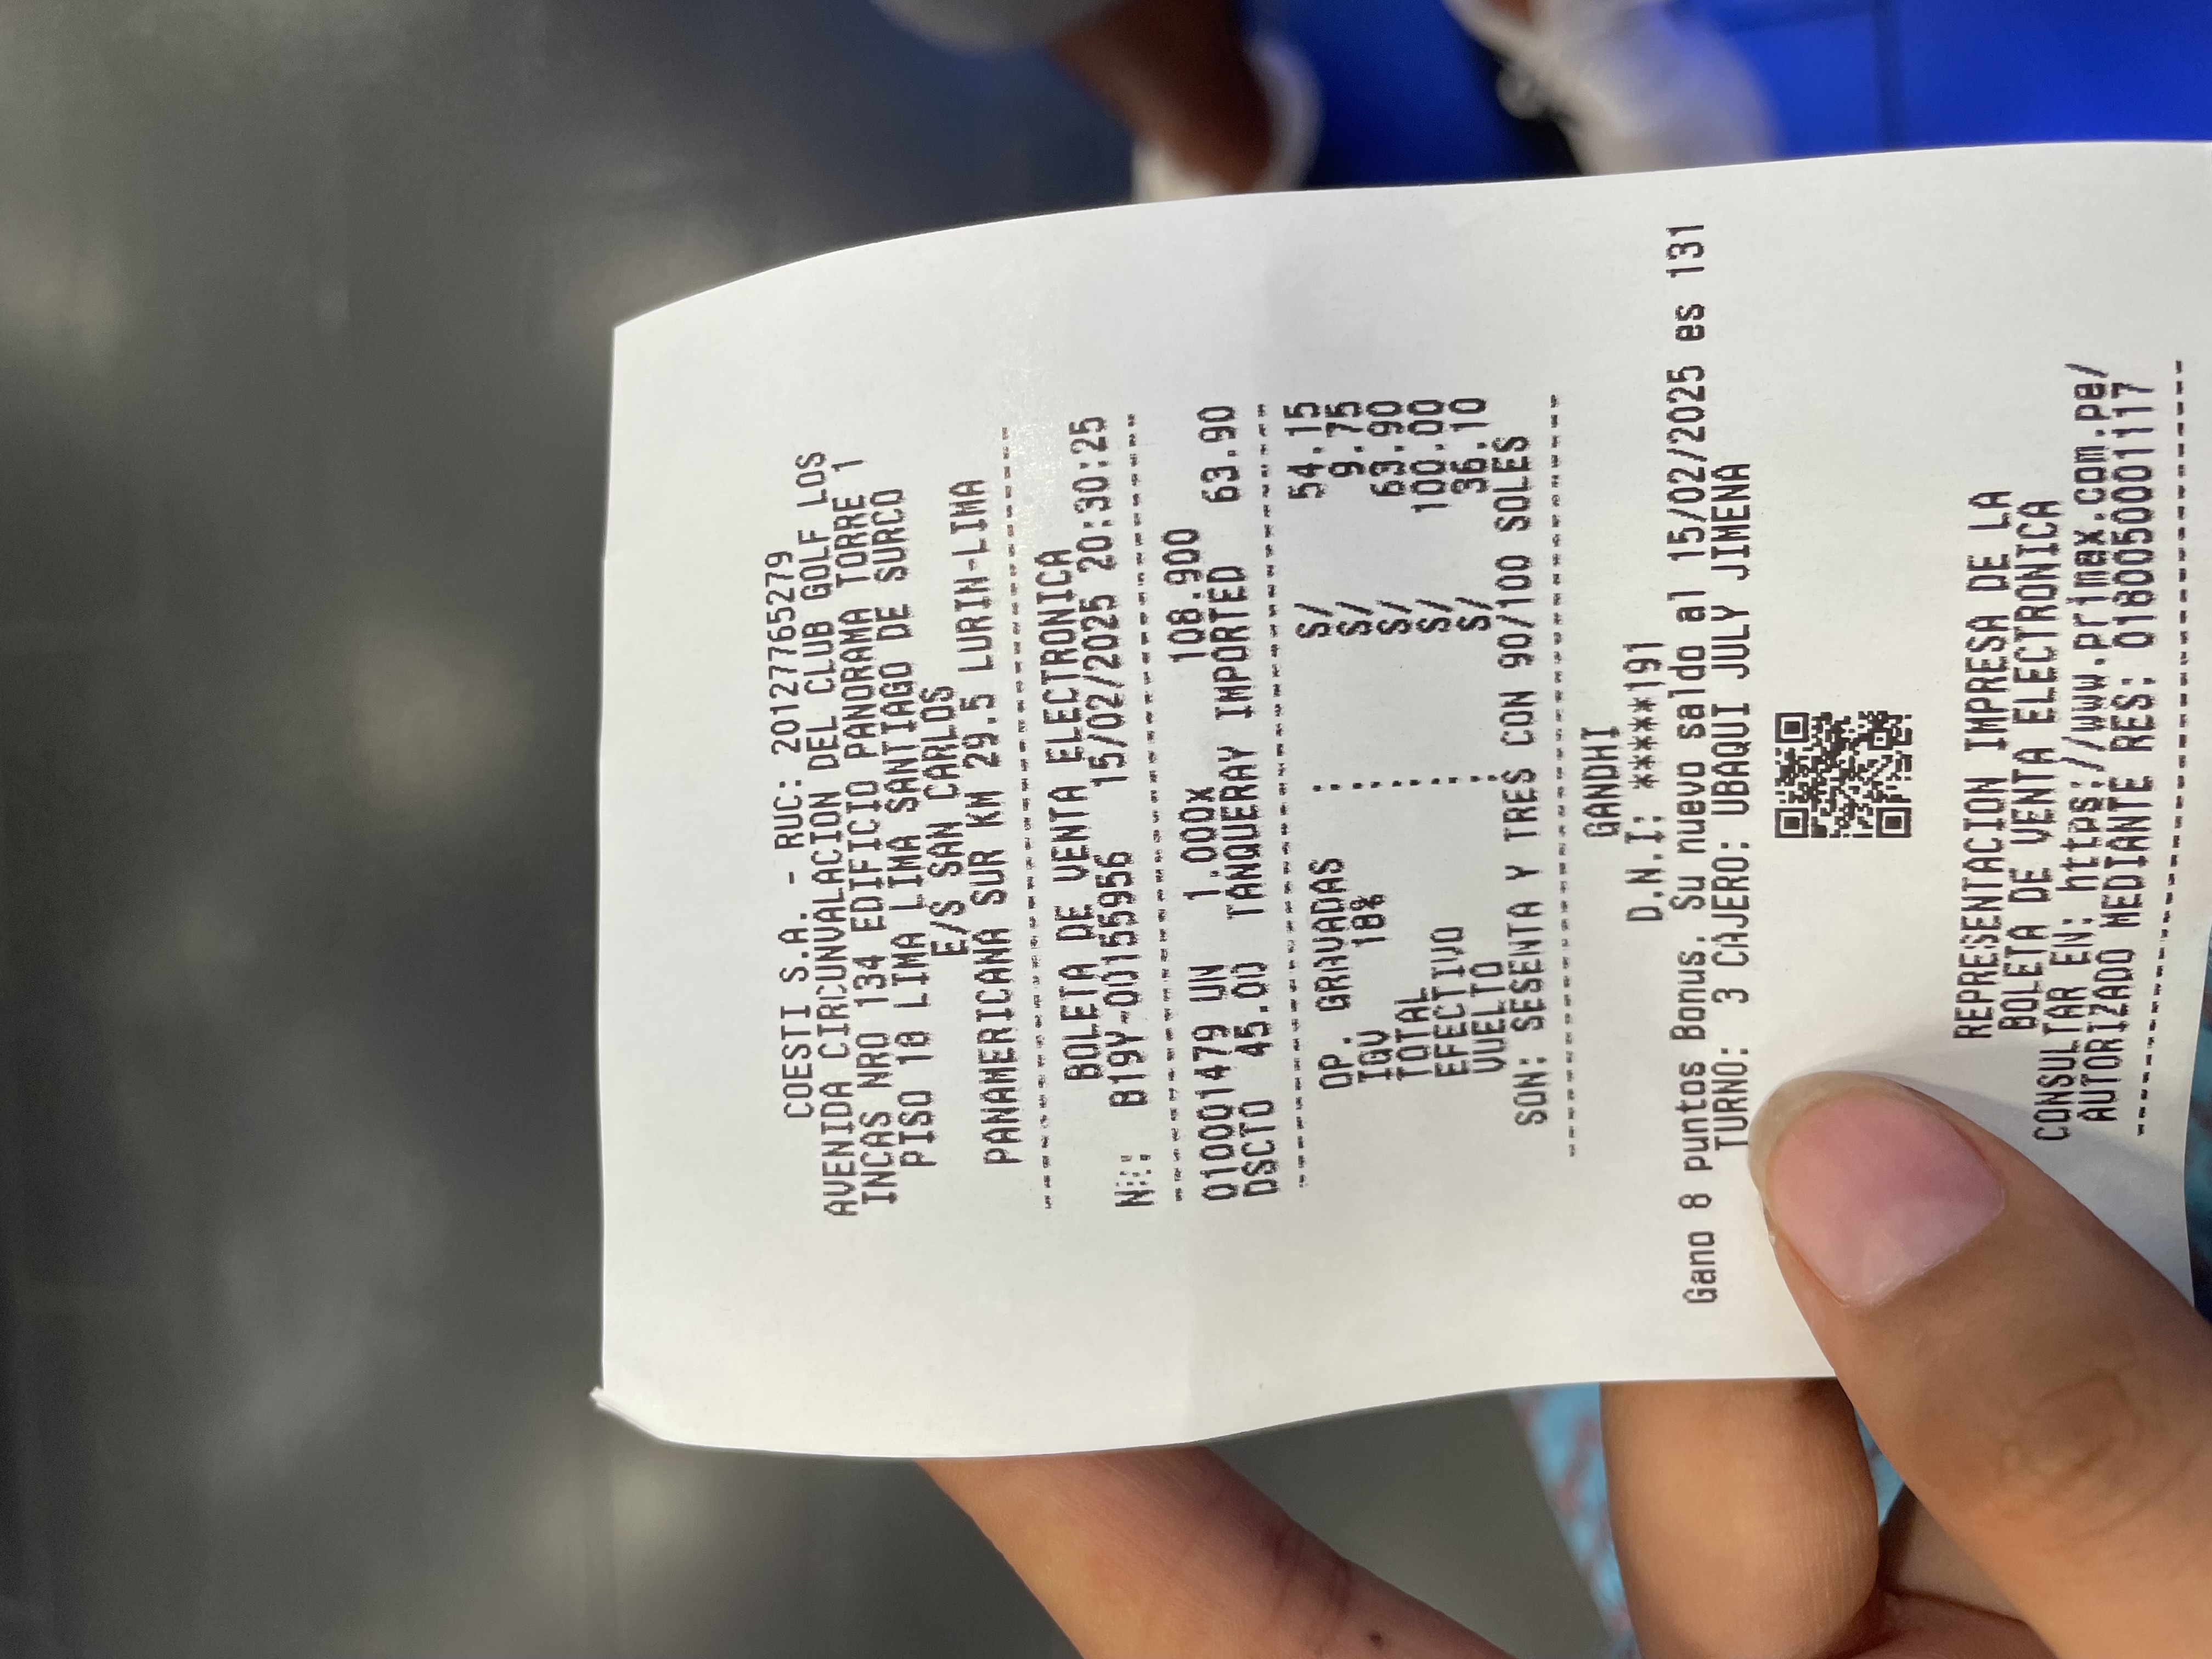 COESTI S.A. - RUC: 20127765279
AVENIDA CIRCUNVALACION DEL CLUB GOLF LOS
INCAS NRO 134 EDIFICIO PANORAMA TORRE 1
PISO 18 LIMA LIMA SANTIAGO DE SURCO
E/S SAN CARLOS
PANAMERICANA SUR KM 29.5 LURIN-LIMA
BOLETA DE VENTA ELECTRONICA
N░: B19Y-00155956 15/02/2025 20:30:25
010001479 UN 1.000x 108.900
DSCTO 45.00 TANQUERAY IMPORTED 63.90
OP. GRAVADAS : S/ 54.15
IGV 18% : S/ 9.75
TOTAL : S/ 63.90
EFECTIVO : S/ 100.00
VUELTO : S/ 36.10
SON: SESENTA Y TRES CON 90/100 SOLES
GANDHI
D.N.I: *****191
Gano 8 puntos Bonus. Su nuevo saldo al 15/02/2025 es 131
TURNO: 3 CAJERO: UBAQUI JULY JIMENA
REPRESENTACION IMPRESA DE LA
BOLETA DE VENTA ELECTRONICA
CONSULTAR EN: https://www.primax.com.pe/
AUTORIZADO MEDIANTE RES: 0180050001117